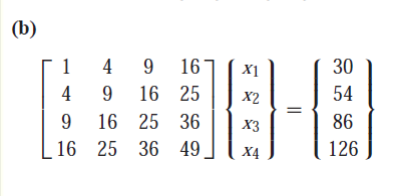 (b)
1 4 9 16 x1 30
4 9 16 25 x2 54
9 16 25 36 x3 = 86
16 25 36 49 x4 126